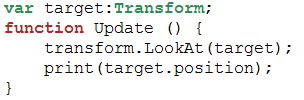 var target:Transform;
function Update () {
    transform.LookAt(target);
    print(target.position);
}